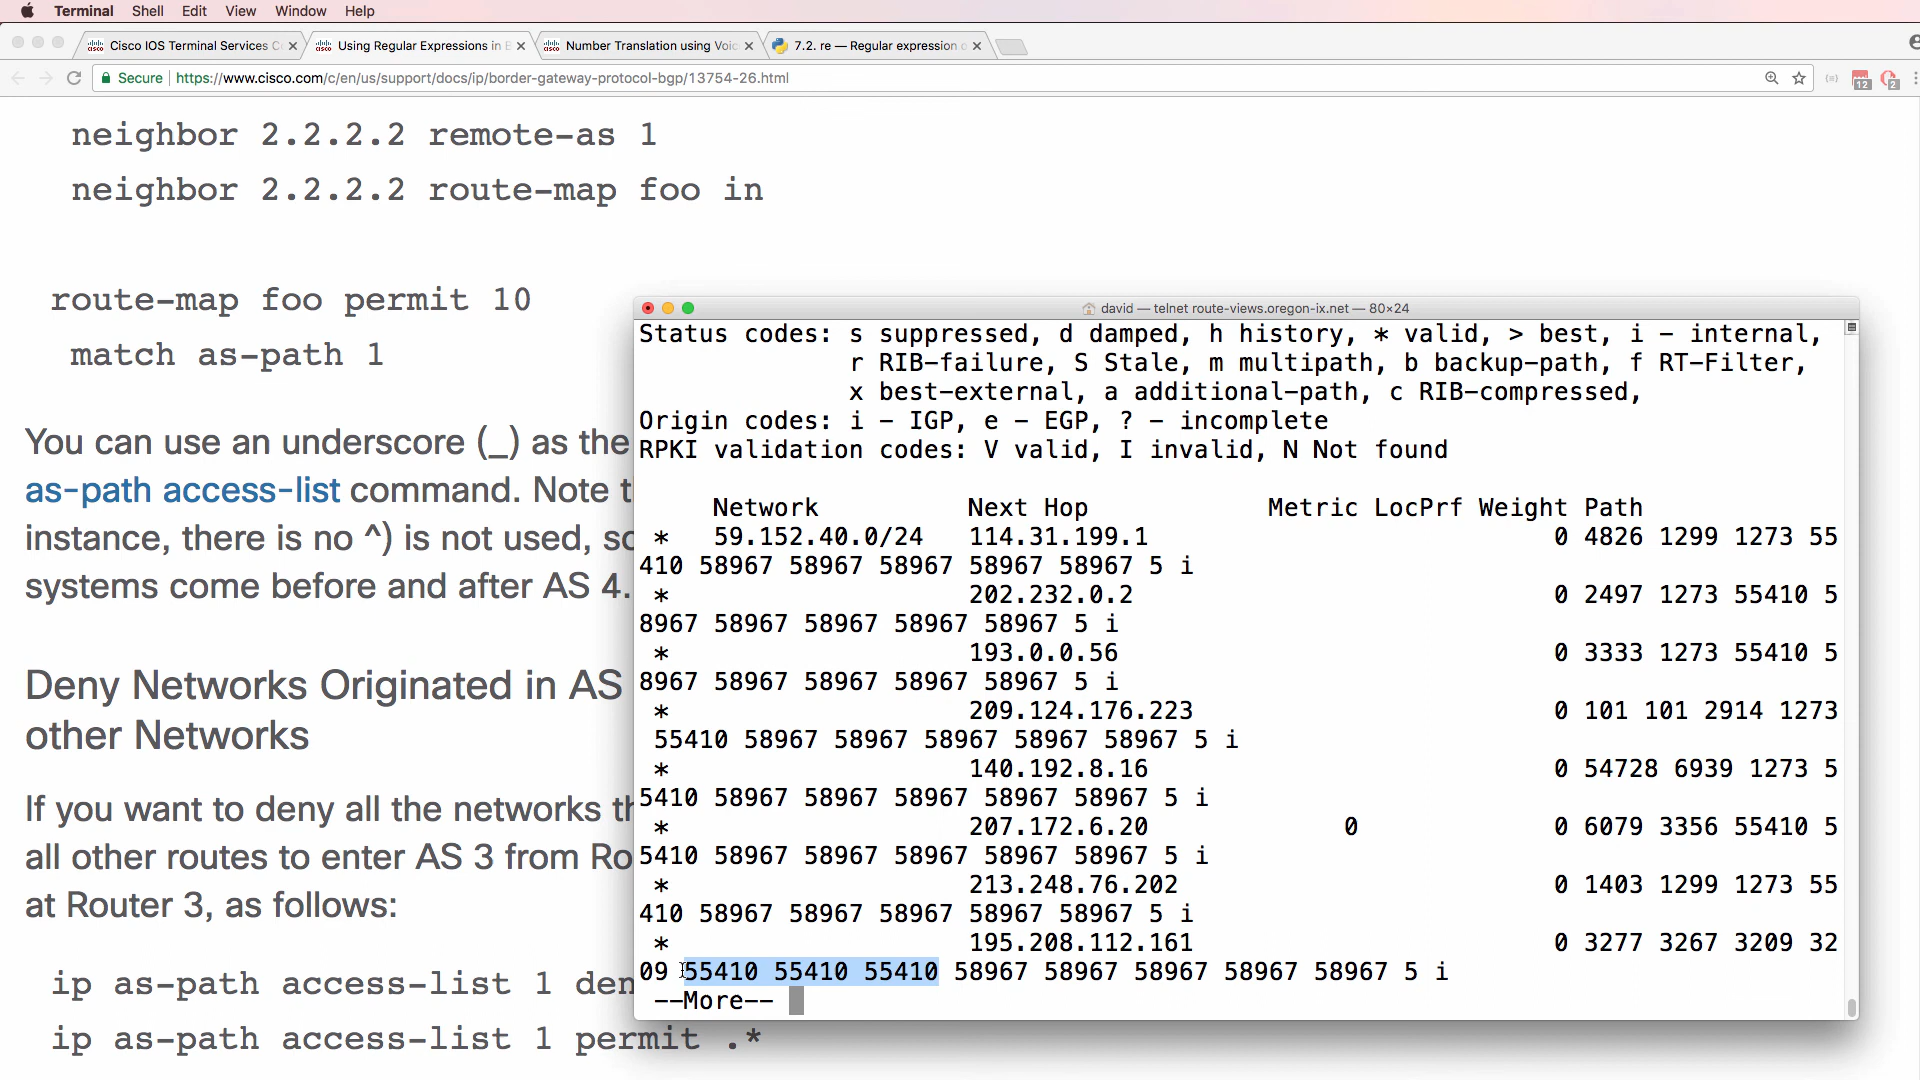 Terminal Shell Edit View Window Help
Cisco IOS Terminal Services C
Using Regular Expressions in B
Number Translation using Voic
7.2. re — Regular expression o
Secure https://www.cisco.com/c/en/us/support/docs/ip/border-gateway-protocol-bgp/13754-26.html
12
2
neighbor 2.2.2.2 remote-as 1
neighbor 2.2.2.2 route-map foo in
route-map foo permit 10
match as-path 1
You can use an underscore (_) as the
as-path access-list command. Note t
instance, there is no ^) is not used, so
systems come before and after AS 4.
Deny Networks Originated in AS
other Networks
If you want to deny all the networks th
all other routes to enter AS 3 from Ro
at Router 3, as follows:
ip as-path access-list 1 den
ip as-path access-list 1 permit .*
david — telnet route-views.oregon-ix.net — 80×24
Status codes: s suppressed, d damped, h history, * valid, > best, i - internal,
r RIB-failure, S Stale, m multipath, b backup-path, f RT-Filter,
x best-external, a additional-path, c RIB-compressed,
Origin codes: i - IGP, e - EGP, ? - incomplete
RPKI validation codes: V valid, I invalid, N Not found
Network Next Hop Metric LocPrf Weight Path
* 59.152.40.0/24 114.31.199.1 0 4826 1299 1273 55
410 58967 58967 58967 58967 58967 5 i
* 202.232.0.2 0 2497 1273 55410 5
8967 58967 58967 58967 58967 5 i
* 193.0.0.56 0 3333 1273 55410 5
8967 58967 58967 58967 58967 5 i
* 209.124.176.223 0 101 101 2914 1273
55410 58967 58967 58967 58967 58967 5 i
* 140.192.8.16 0 54728 6939 1273 5
5410 58967 58967 58967 58967 58967 5 i
* 207.172.6.20 0 0 6079 3356 55410 5
5410 58967 58967 58967 58967 58967 5 i
* 213.248.76.202 0 1403 1299 1273 55
410 58967 58967 58967 58967 58967 5 i
* 195.208.112.161 0 3277 3267 3209 32
09 55410 55410 55410 58967 58967 58967 58967 58967 5 i
--More--